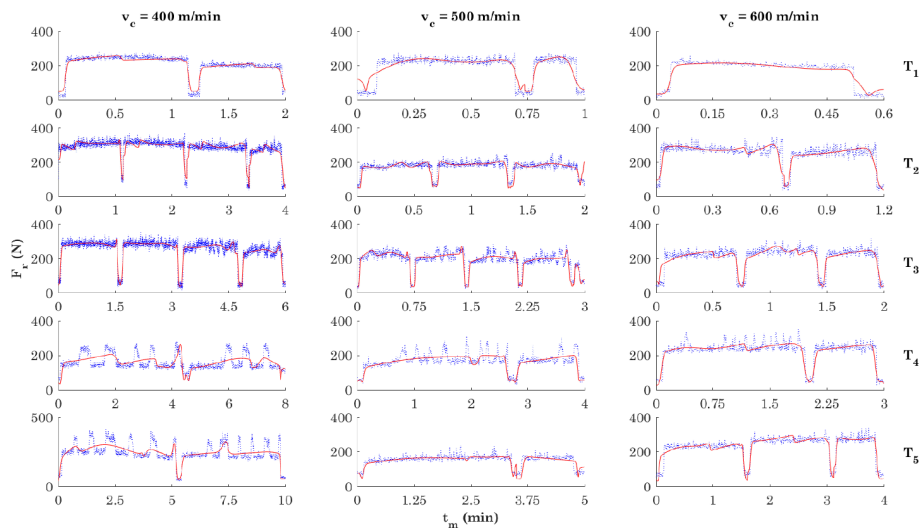 v_c = 400 m/min v_c = 500 m/min v_c = 600 m/min
400 400 400
200 200 200 T_1
0 0 0
0 0.5 1 1.5 2 0 0.25 0.5 0.75 1 0 0.15 0.3 0.45 0.6
400 400 400
200 200 200 T_2
0 0 0
0 1 2 3 4 0 0.5 1 1.5 2 0 0.3 0.6 0.9 1.2
400 400 400
200 200 200 T_3
0 0 0
0 1.5 3 4.5 6 0 0.75 1.5 2.25 3 0 0.5 1 1.5 2
F_r (N)
400 400 400
200 200 200 T_4
0 0 0
0 2 4 6 8 0 1 2 3 4 0 0.75 1.5 2.25 3
500 400 400
200 200 T_5
0 0 0
0 2.5 5 7.5 10 0 1.25 2.5 3.75 5 0 1 2 3 4
t_m (min)